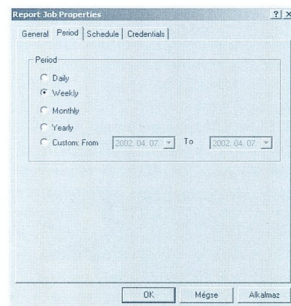 Report Job Properties
General Period Schedule Credentials
Period
Daily
Weekly
Monthly
Yearly
Custom: From 2002. 04. 07. To 2002. 04. 07.
OK Mégse Alkalmaz